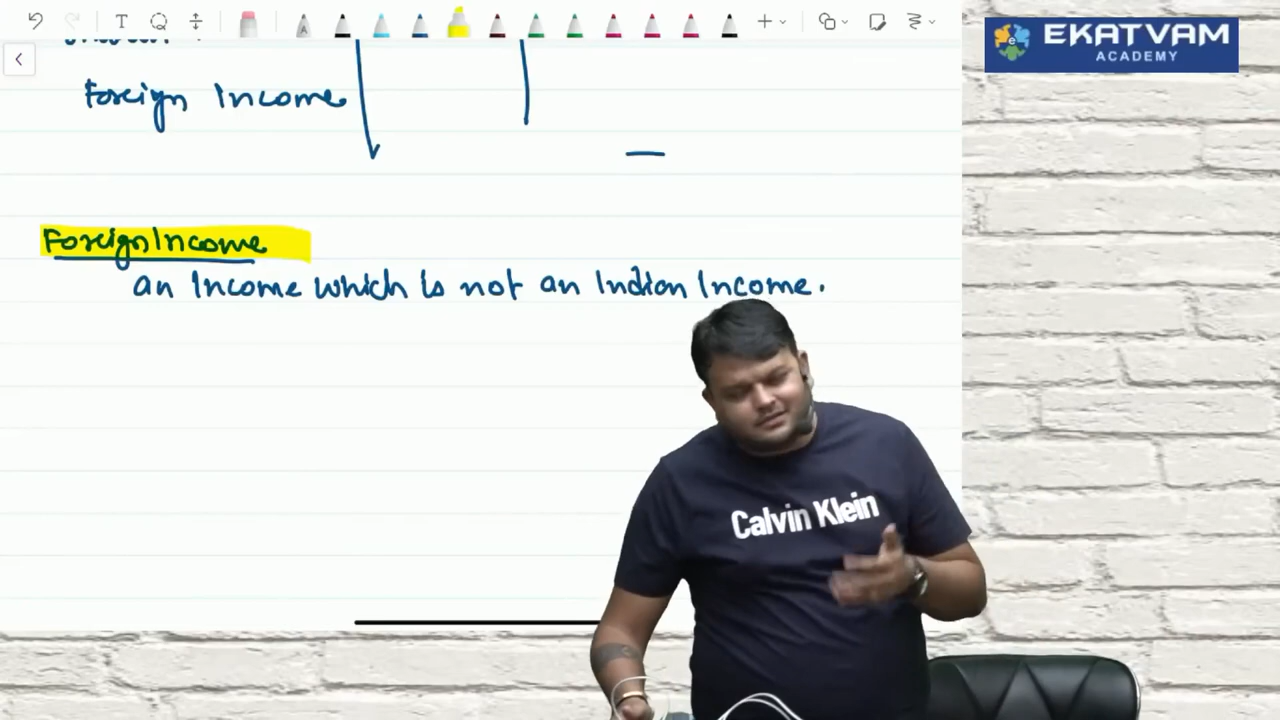 EKATVAM
ACADEMY
Foreign Income
Foreign Income
an Income which is not an Indian Income.
Calvin Klein